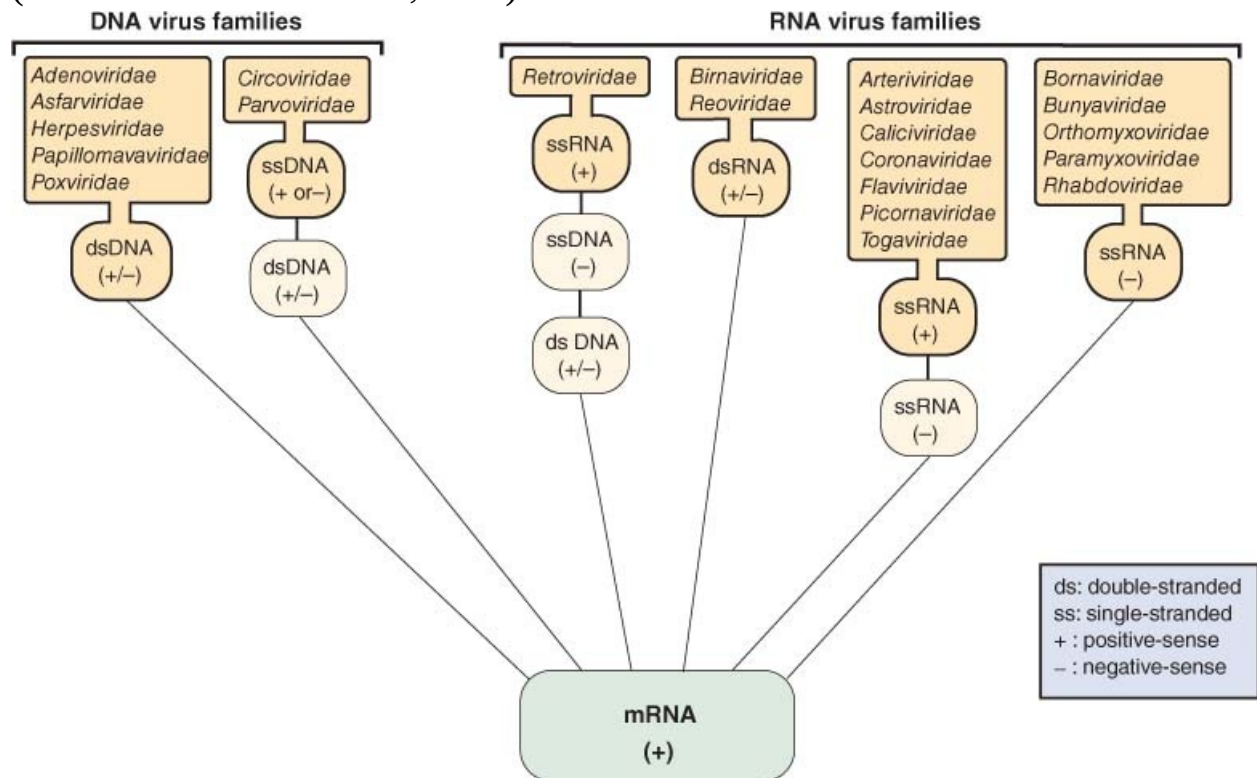 DNA virus families
RNA virus families
Adenoviridae
Asfarviridae
Herpesviridae
Papillomavaviridae
Poxviridae
dsDNA
(+/–)
Circoviridae
Parvoviridae
ssDNA
(+ or–)
dsDNA
(+/–)
Retroviridae
ssRNA
(+)
ssDNA
(–)
ds DNA
(+/–)
Birnaviridae
Reoviridae
dsRNA
(+/–)
Arteriviridae
Astroviridae
Caliciviridae
Coronaviridae
Flaviviridae
Picornaviridae
Togaviridae
ssRNA
(+)
ssRNA
(–)
Bornaviridae
Bunyaviridae
Orthomyxoviridae
Paramyxoviridae
Rhabdoviridae
ssRNA
(–)
mRNA
(+)
ds: double-stranded
ss: single-stranded
+ : positive-sense
– : negative-sense